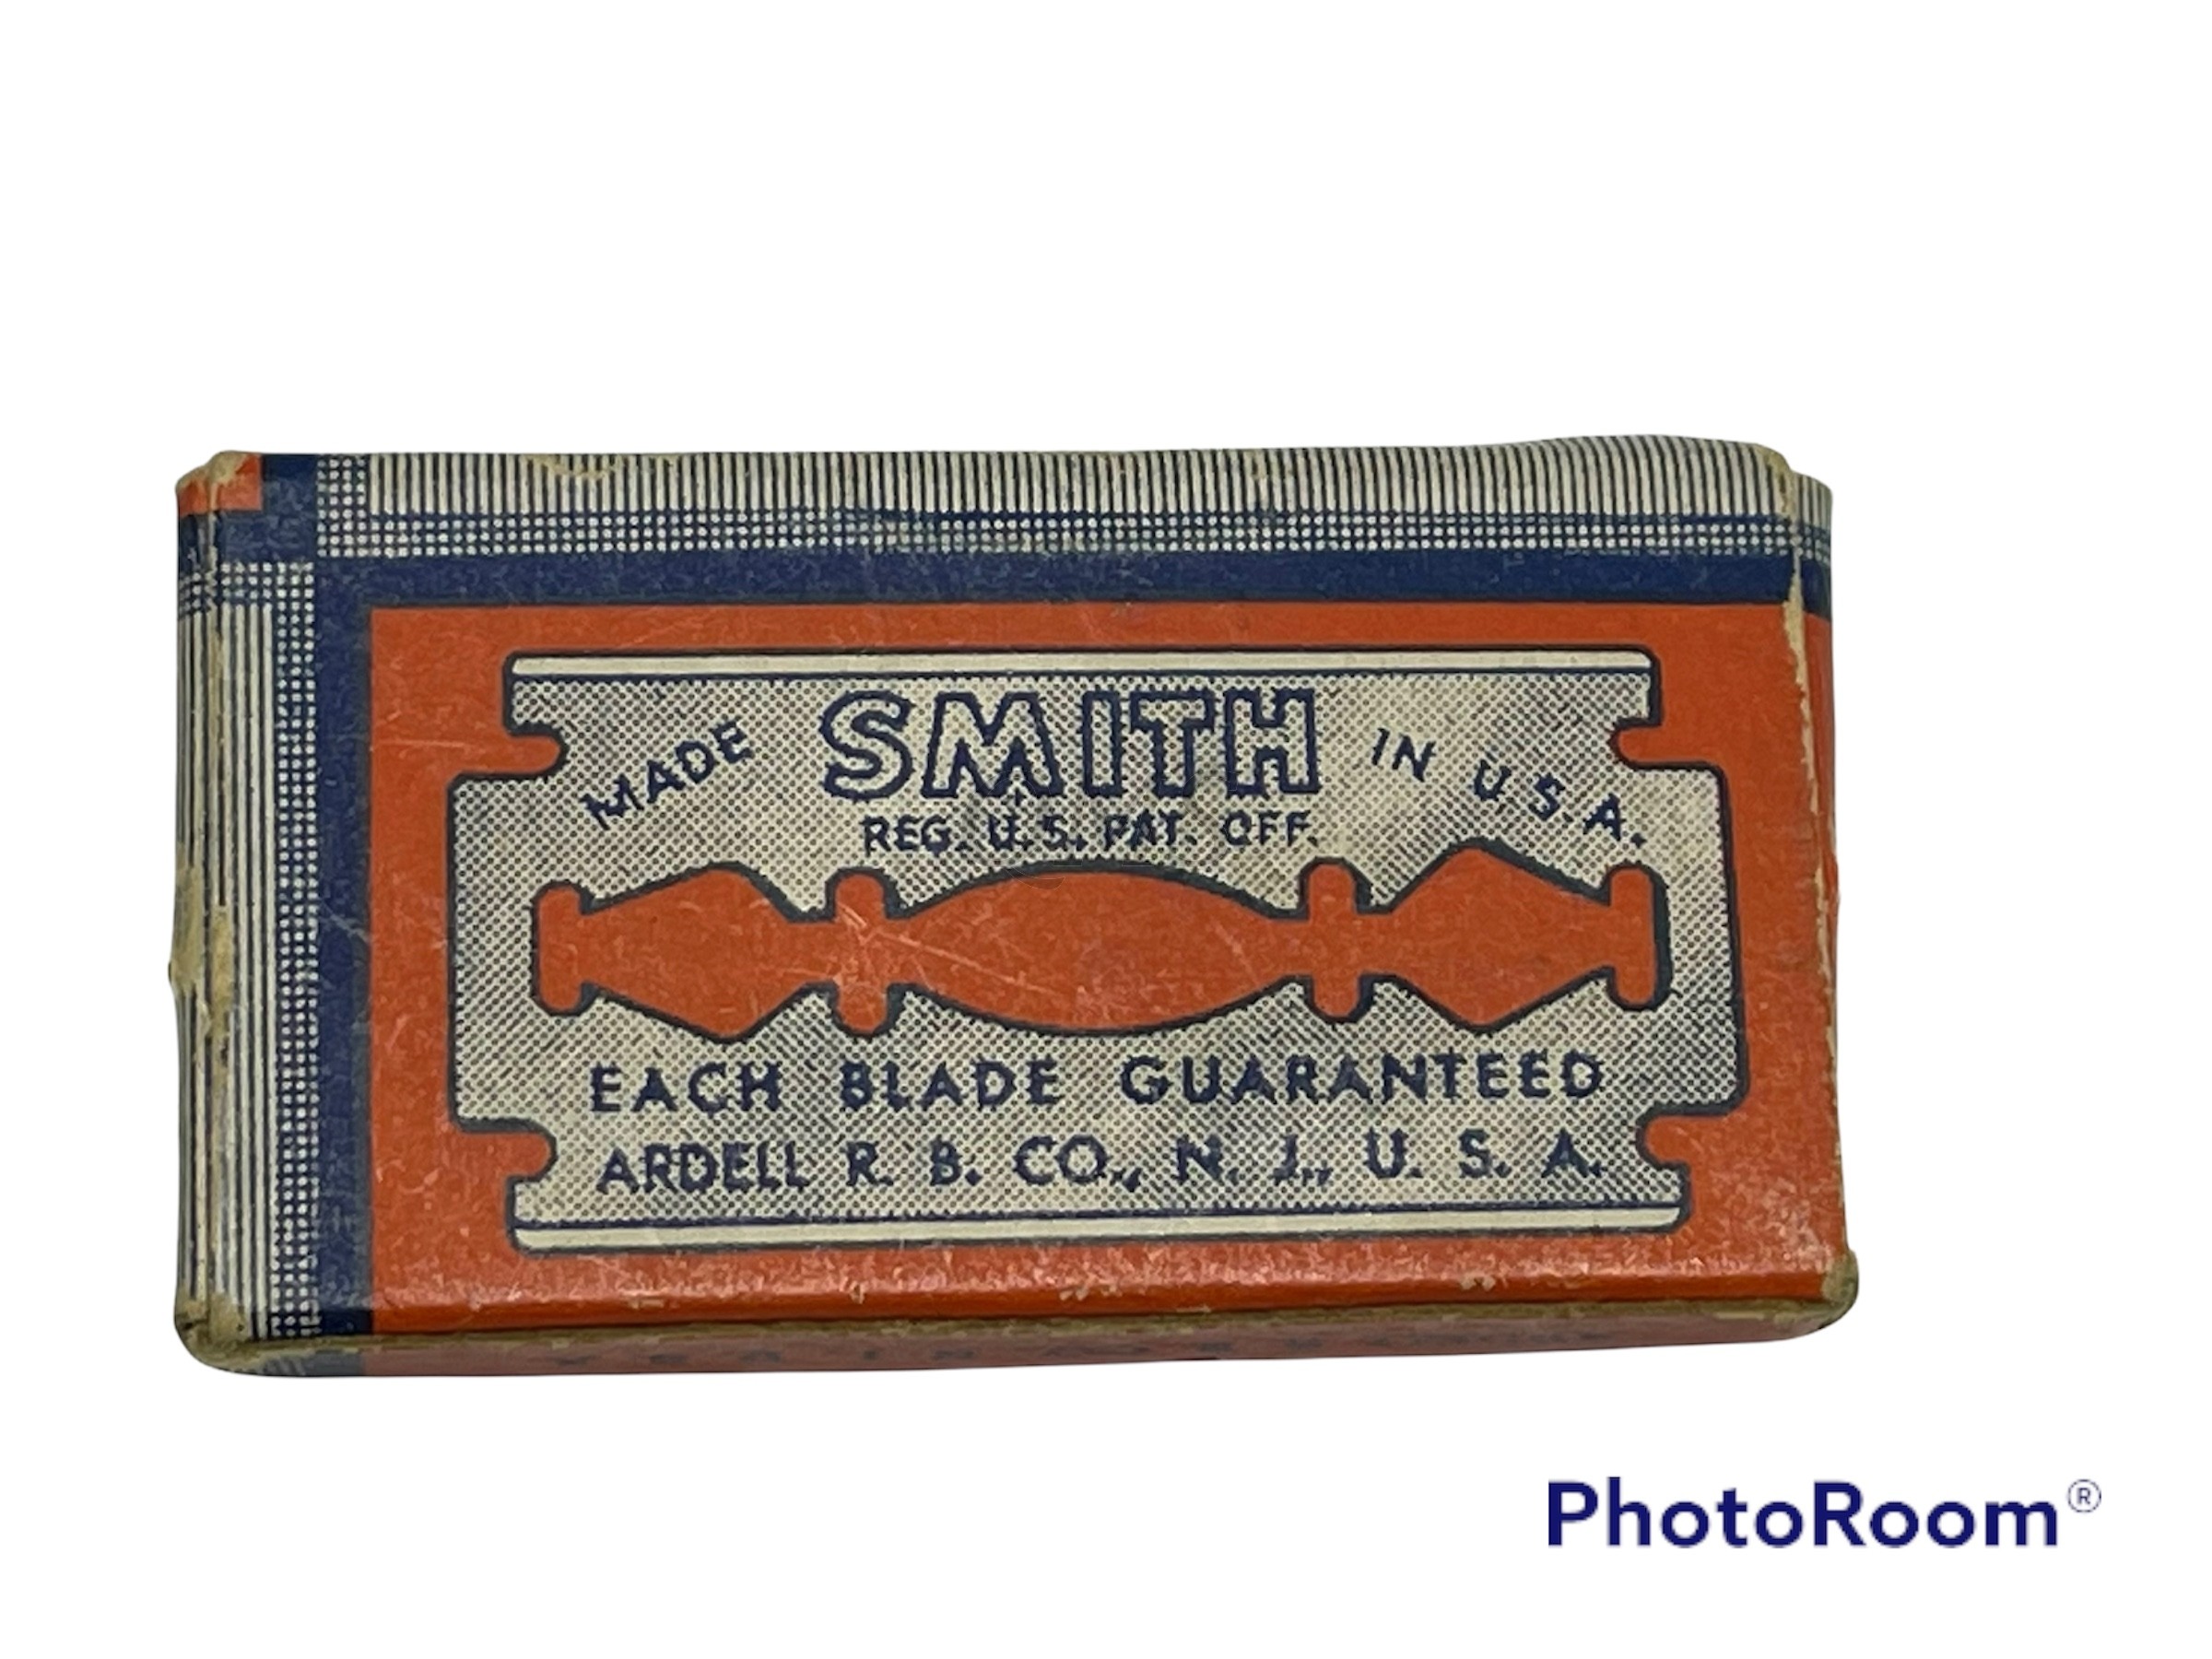 MADE SMITH IN U.S.A.
REG. U.S. PAT. OFF.
EACH BLADE GUARANTEED
ARDELL R. B. CO., N. J., U. S. A.
PhotoRoom®